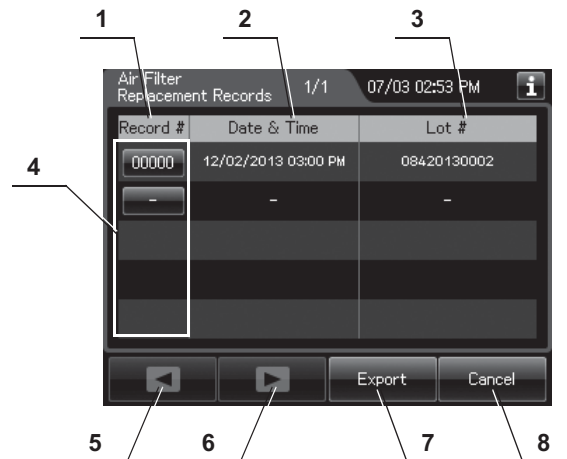 1 2 3
Air Filter
Replacement Records 1/1 07/03 02:53 PM i
Record # Date & Time Lot #
4
00000 12/02/2013 03:00 PM 08420130002
- - -
Export Cancel
5 6 7 8